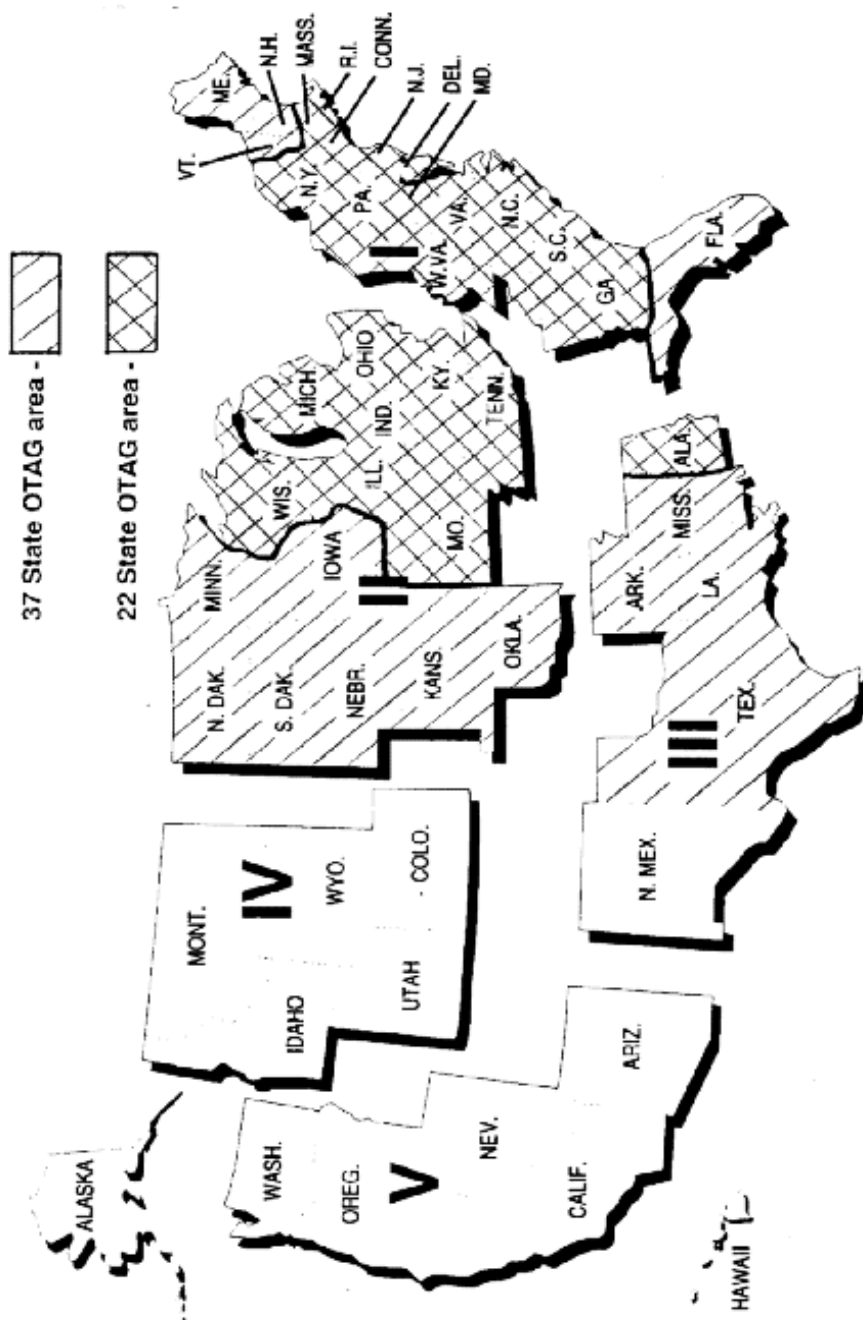 37 State OTAG area -
22 State OTAG area -
ALASKA
HAWAII
WASH.
OREG.
V
NEV.
CALIF.
ARIZ.
MONT.
IDAHO
IV
WYO.
UTAH
COLO.
N. DAK.
MINN.
S. DAK.
NEBR.
IOWA
II
KANS.
OKLA.
WIS.
MICH
ILL.
IND.
OHIO
MO.
KY.
TENN.
N. MEX.
III
TEX.
ARK.
LA.
MISS.
ALA.
VT.
ME.
N.H.
MASS.
R.I.
CONN.
N.J.
DEL.
MD.
N.Y.
PA.
I
W.VA.
VA.
N.C.
S.C.
GA
FLA.